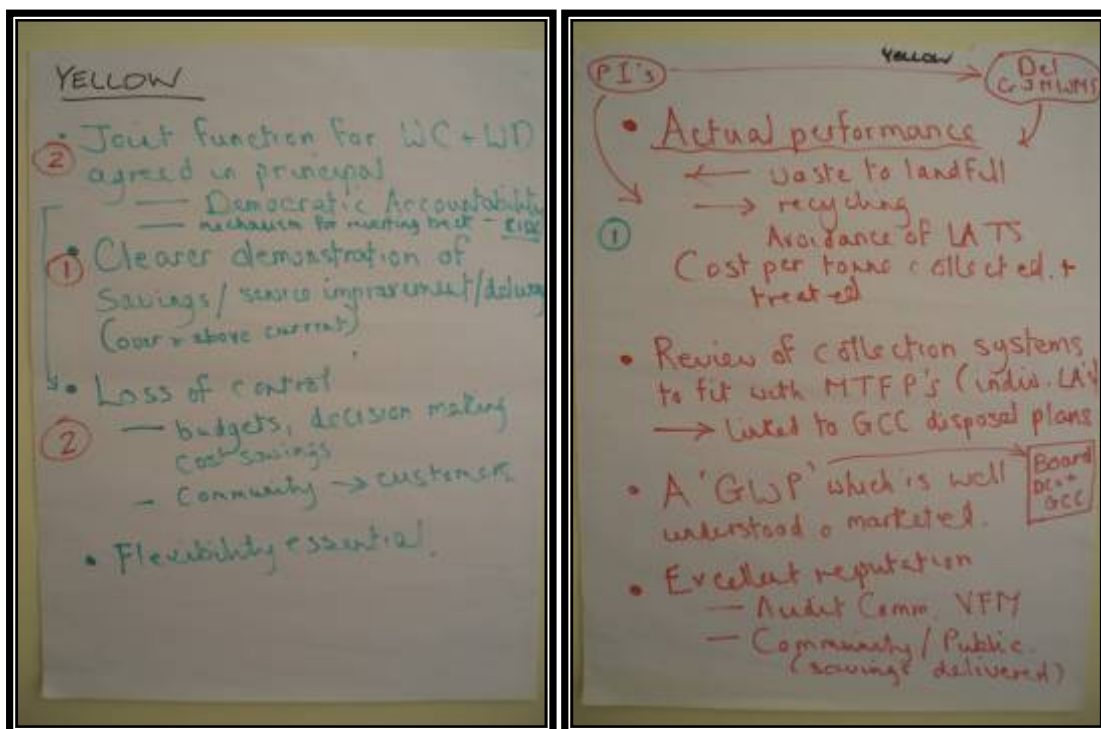 YELLOW
② • Joint function for WC + WD
agreed in principal
— Democratic Accountability
— mechanism for reporting back –
① • Clearer demonstration of
Savings / service improvement / delivery
(over + above current)
• Loss of control
② — budgets, decision making
cost savings
– Community → customers
• Flexibility essential.
YELLOW
PI's → Del
GJMWMS
• Actual performance
← waste to landfill
→ recycling
① Avoidance of LATS
Cost per tonne collected +
treated
• Review of collection systems
to fit with MTFP's (indiv. LA's)
→ Linked to GCC disposal plans
• A 'GWP' which is well
understood & marketed.
Board
DCs +
GCC
• Excellent reputation
— Audit Comm. VFM
— Community / Public.
(savings delivered)